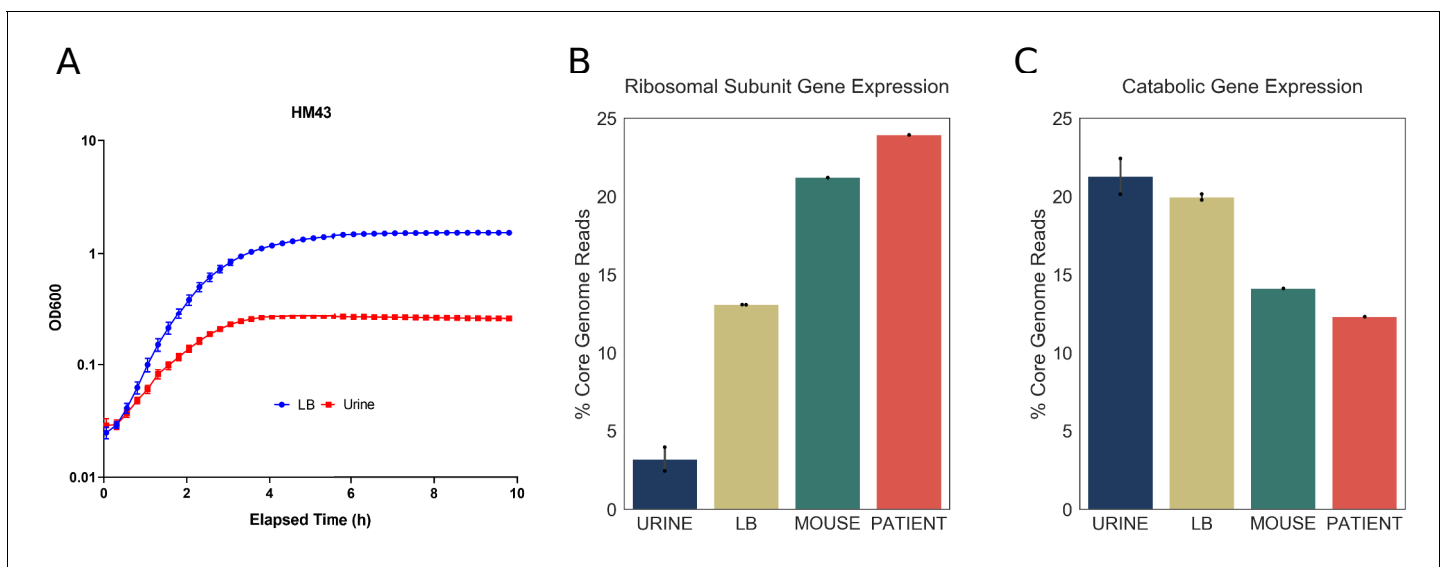 A
HM43
10
1
0.1
0.01
OD600
0 2 4 6 8 10
Elapsed Time (h)
LB Urine
B
Ribosomal Subunit Gene Expression
25
20
15
10
5
0
% Core Genome Reads
URINE LB MOUSE PATIENT
C
Catabolic Gene Expression
25
20
15
10
5
0
% Core Genome Reads
URINE LB MOUSE PATIENT